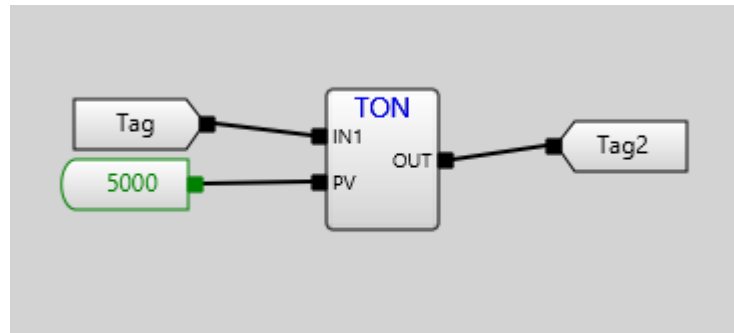 TON
Tag
IN1
OUT
Tag2
5000
PV